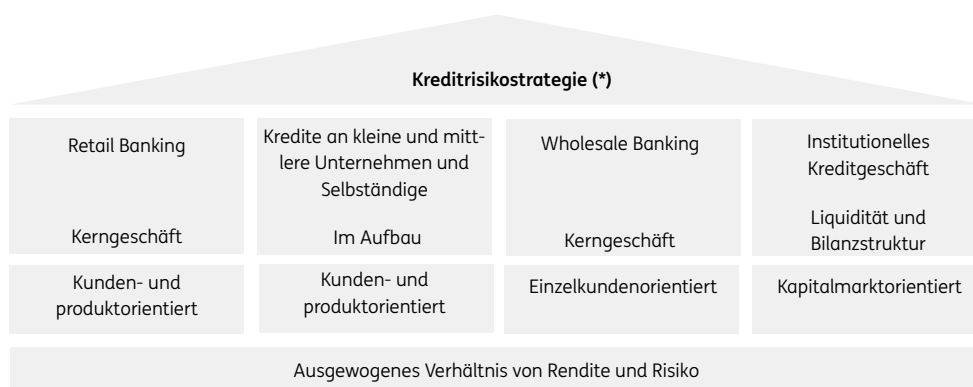 Kreditrisikostrategie (*)
Retail Banking
Kerngeschäft
Kredite an kleine und mitt-
lere Unternehmen und
Selbständige
Im Aufbau
Wholesale Banking
Kerngeschäft
Institutionelles
Kreditgeschäft
Liquidität und
Bilanzstruktur
Kunden- und
produktorientiert
Kunden- und
produktorientiert
Einzelkundenorientiert
Kapitalmarktorientiert
Ausgewogenes Verhältnis von Rendite und Risiko